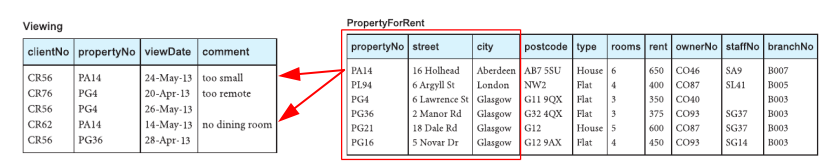 Viewing
clientNo propertyNo viewDate comment
CR56 PA14 24-May-13 too small
CR76 PG4 20-Apr-13 too remote
CR56 PG4 26-May-13
CR62 PA14 14-May-13 no dining room
CR56 PG36 28-Apr-13
PropertyForRent
propertyNo street city postcode type rooms rent ownerNo staffNo branchNo
PA14 16 Holhead Aberdeen AB7 5SU House 6 650 CO46 SA9 B007
PL94 6 Argyll St London NW2 Flat 4 400 CO87 SL41 B005
PG4 6 Lawrence St Glasgow G11 9QX Flat 3 350 CO40 B003
PG36 2 Manor Rd Glasgow G32 4QX Flat 3 375 CO93 SG37 B003
PG21 18 Dale Rd Glasgow G12 House 5 600 CO87 SG37 B003
PG16 5 Novar Dr Glasgow G12 9AX Flat 4 450 CO93 SG14 B003